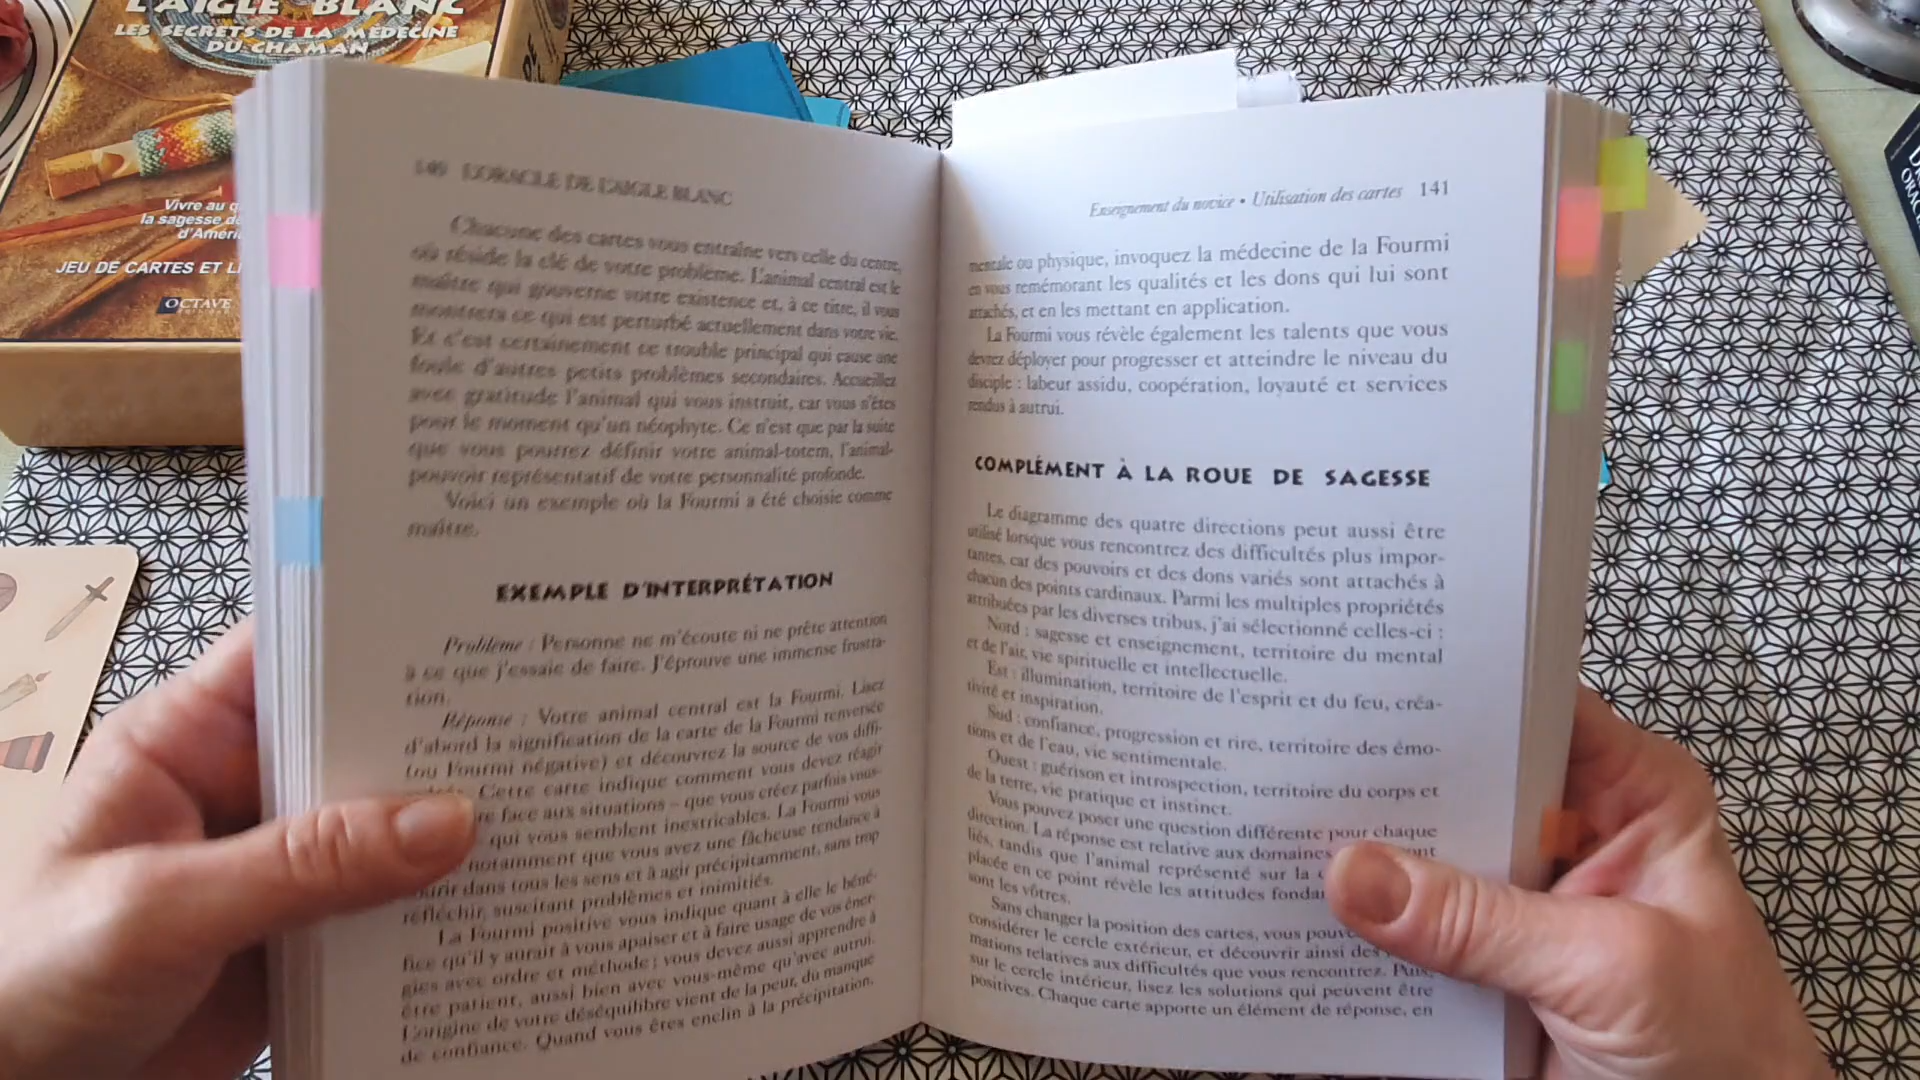 L'AIGLE BLANC
LES SECRETS DE LA MÉDECINE
DU CHAMAN
Vivre au q
la sagesse de
d'Améri
JEU DE CARTES ET LI
OCTAVE
140 L'ORACLE DE L'AIGLE BLANC
Chacune des cartes vous entraîne vers celle du centre,
où réside la clé de votre problème. L'animal central est le
maître qui gouverne votre existence et, à ce titre, il vous
montrera ce qui est perturbé actuellement dans votre vie.
Et c'est certainement ce trouble principal qui cause une
foule d'autres petits problèmes secondaires. Accueillez
avec gratitude l'animal qui vous instruit, car vous n'êtes
pour le moment qu'un néophyte. Ce n'est que par la suite
que vous pourrez définir votre animal-totem, l'animal-
pouvoir représentatif de votre personnalité profonde.
Voici un exemple où la Fourmi a été choisie comme
maître.
EXEMPLE D'INTERPRÉTATION
Problème : Personne ne m'écoute ni ne prête attention
à ce que j'essaie de faire. J'éprouve une immense frustra-
tion.
Réponse : Votre animal central est la Fourmi. Lisez
d'abord la signification de la carte de la Fourmi renversée
(ou Fourmi négative) et découvrez la source de vos diffi-
Cette carte indique comment vous devez réagir
re face aux situations – que vous créez parfois vous-
qui vous semblent inextricables. La Fourmi vous
notamment que vous avez une fâcheuse tendance à
courir dans tous les sens et à agir précipitamment, sans trop
réfléchir, suscitant problèmes et inimitiés.
La Fourmi positive vous indique quant à elle le béné-
fice qu'il y aurait à vous apaiser et à faire usage de vos éner-
gies avec ordre et méthode ; vous devez aussi apprendre à
être patient, aussi bien avec vous-même qu'avec autrui.
L'origine de votre déséquilibre vient de la peur, du manque
de confiance. Quand vous êtes enclin à la précipitation,
Enseignement du novice • Utilisation des cartes 141
mentale ou physique, invoquez la médecine de la Fourmi
en vous remémorant les qualités et les dons qui lui sont
attachés, et en les mettant en application.
La Fourmi vous révèle également les talents que vous
devrez déployer pour progresser et atteindre le niveau du
disciple : labeur assidu, coopération, loyauté et services
rendus à autrui.
COMPLÉMENT À LA ROUE DE SAGESSE
Le diagramme des quatre directions peut aussi être
utilisé lorsque vous rencontrez des difficultés plus impor-
tantes, car des pouvoirs et des dons variés sont attachés à
chacun des points cardinaux. Parmi les multiples propriétés
attribuées par les diverses tribus, j'ai sélectionné celles-ci :
Nord : sagesse et enseignement, territoire du mental
et de l'air, vie spirituelle et intellectuelle.
Est : illumination, territoire de l'esprit et du feu, créa-
tivité et inspiration.
Sud : confiance, progression et rire, territoire des émo-
tions et de l'eau, vie sentimentale.
Ouest : guérison et introspection, territoire du corps et
de la terre, vie pratique et instinct.
Vous pouvez poser une question différente pour chaque
direction. La réponse est relative aux domaines ont
liés, tandis que l'animal représenté sur la
placée en ce point révèle les attitudes fondam
sont les vôtres.
Sans changer la position des cartes, vous pouve
considérer le cercle extérieur, et découvrir ainsi des
mations relatives aux difficultés que vous rencontrez. Puis,
sur le cercle intérieur, lisez les solutions qui peuvent être
positives. Chaque carte apporte un élément de réponse, en